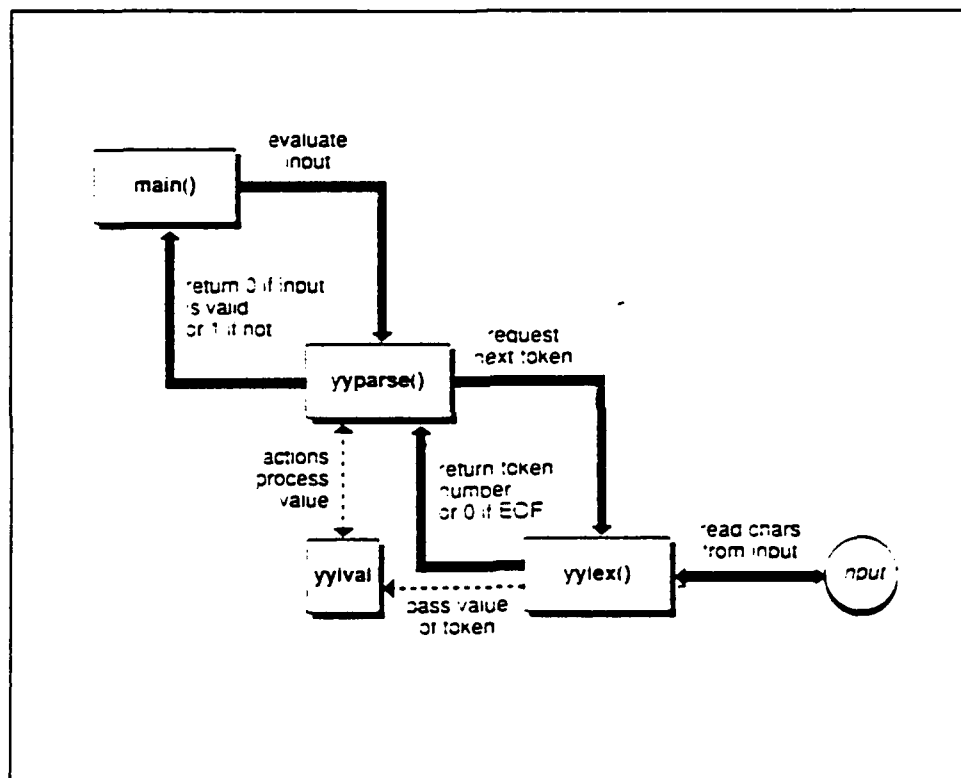 evaluate
input
main()
return 0 if input
is valid
or 1 if not
request
next token
yyparse()
actions
process
value
return token
number
or 0 if EOF
read chars
from input
yylval
yylex()
input
pass value
of token